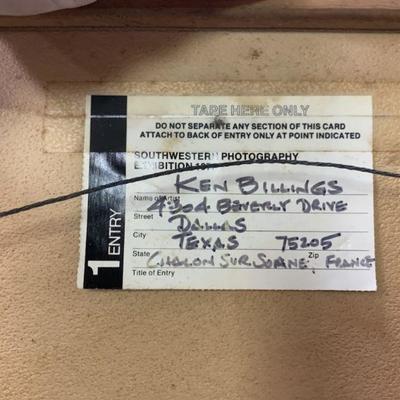 TAPE HERE ONLY
DO NOT SEPARATE ANY SECTION OF THIS CARD
ATTACH TO BACK OF ENTRY ONLY AT POINT INDICATED
SOUTHWESTERN PHOTOGRAPHY
EXHIBITION
KEN BILLINGS
Name of Artist
4304 BEVERLY DRIVE
Street
DALLAS
City
TEXAS 75205
State Zip
CHALON SUR SOANE, FRANCE
Title of Entry
1 ENTRY